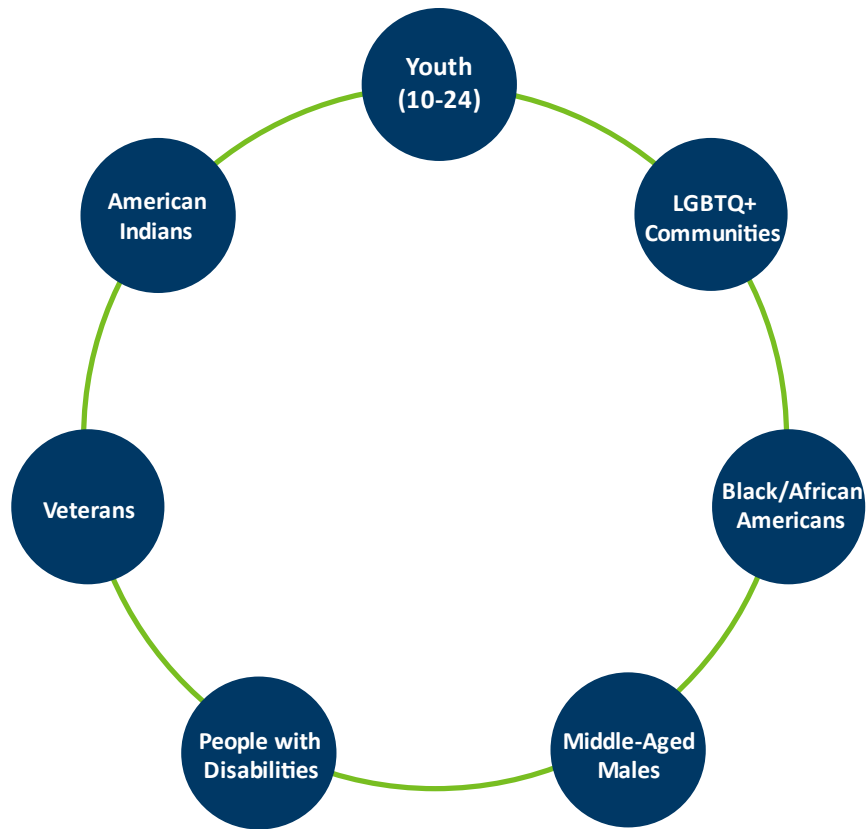 Youth
(10-24)
LGBTQ+
Communities
Black/African
Americans
Middle-Aged
Males
People with
Disabilities
Veterans
American
Indians